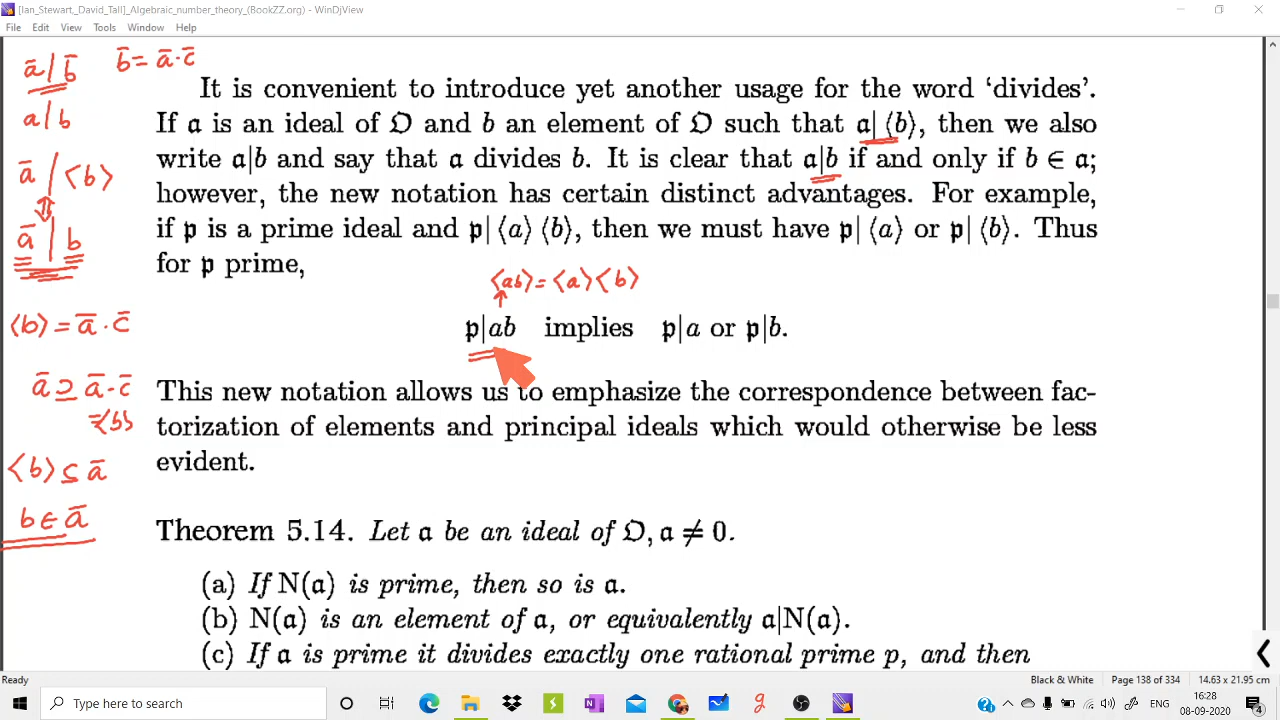 [Ian_Stewart,_David_Tall]_Algebraic_number_theory_(BookZZ.org) - WinDjView
File Edit View Tools Window Help
a̅ | b̅ b̅ = a̅·c̅
a | b
a̅ | ⟨b⟩
⇕
a̅ | b
⟨b⟩ = a̅·c̅
a̅ ⊇ a̅·c̅
=⟨b⟩
⟨b⟩ ⊆ a̅
b ∈ a̅
It is convenient to introduce yet another usage for the word ‘divides’.
If 𝔞 is an ideal of 𝔒 and b an element of 𝔒 such that 𝔞|⟨b⟩, then we also
write 𝔞|b and say that 𝔞 divides b. It is clear that 𝔞|b if and only if b ∈ 𝔞;
however, the new notation has certain distinct advantages. For example,
if 𝔭 is a prime ideal and 𝔭|⟨a⟩⟨b⟩, then we must have 𝔭|⟨a⟩ or 𝔭|⟨b⟩. Thus
for 𝔭 prime,
⟨ab⟩=⟨a⟩⟨b⟩
↑
𝔭|ab implies 𝔭|a or 𝔭|b.
This new notation allows us to emphasize the correspondence between fac-
torization of elements and principal ideals which would otherwise be less
evident.
Theorem 5.14. Let 𝔞 be an ideal of 𝔒, 𝔞 ≠ 0.
(a) If N(𝔞) is prime, then so is 𝔞.
(b) N(𝔞) is an element of 𝔞, or equivalently 𝔞|N(𝔞).
(c) If 𝔞 is prime it divides exactly one rational prime p, and then
Ready Black & White Page 138 of 334 14.63 x 21.95 cm
Type here to search
ENG
16:28
08-09-2020
4